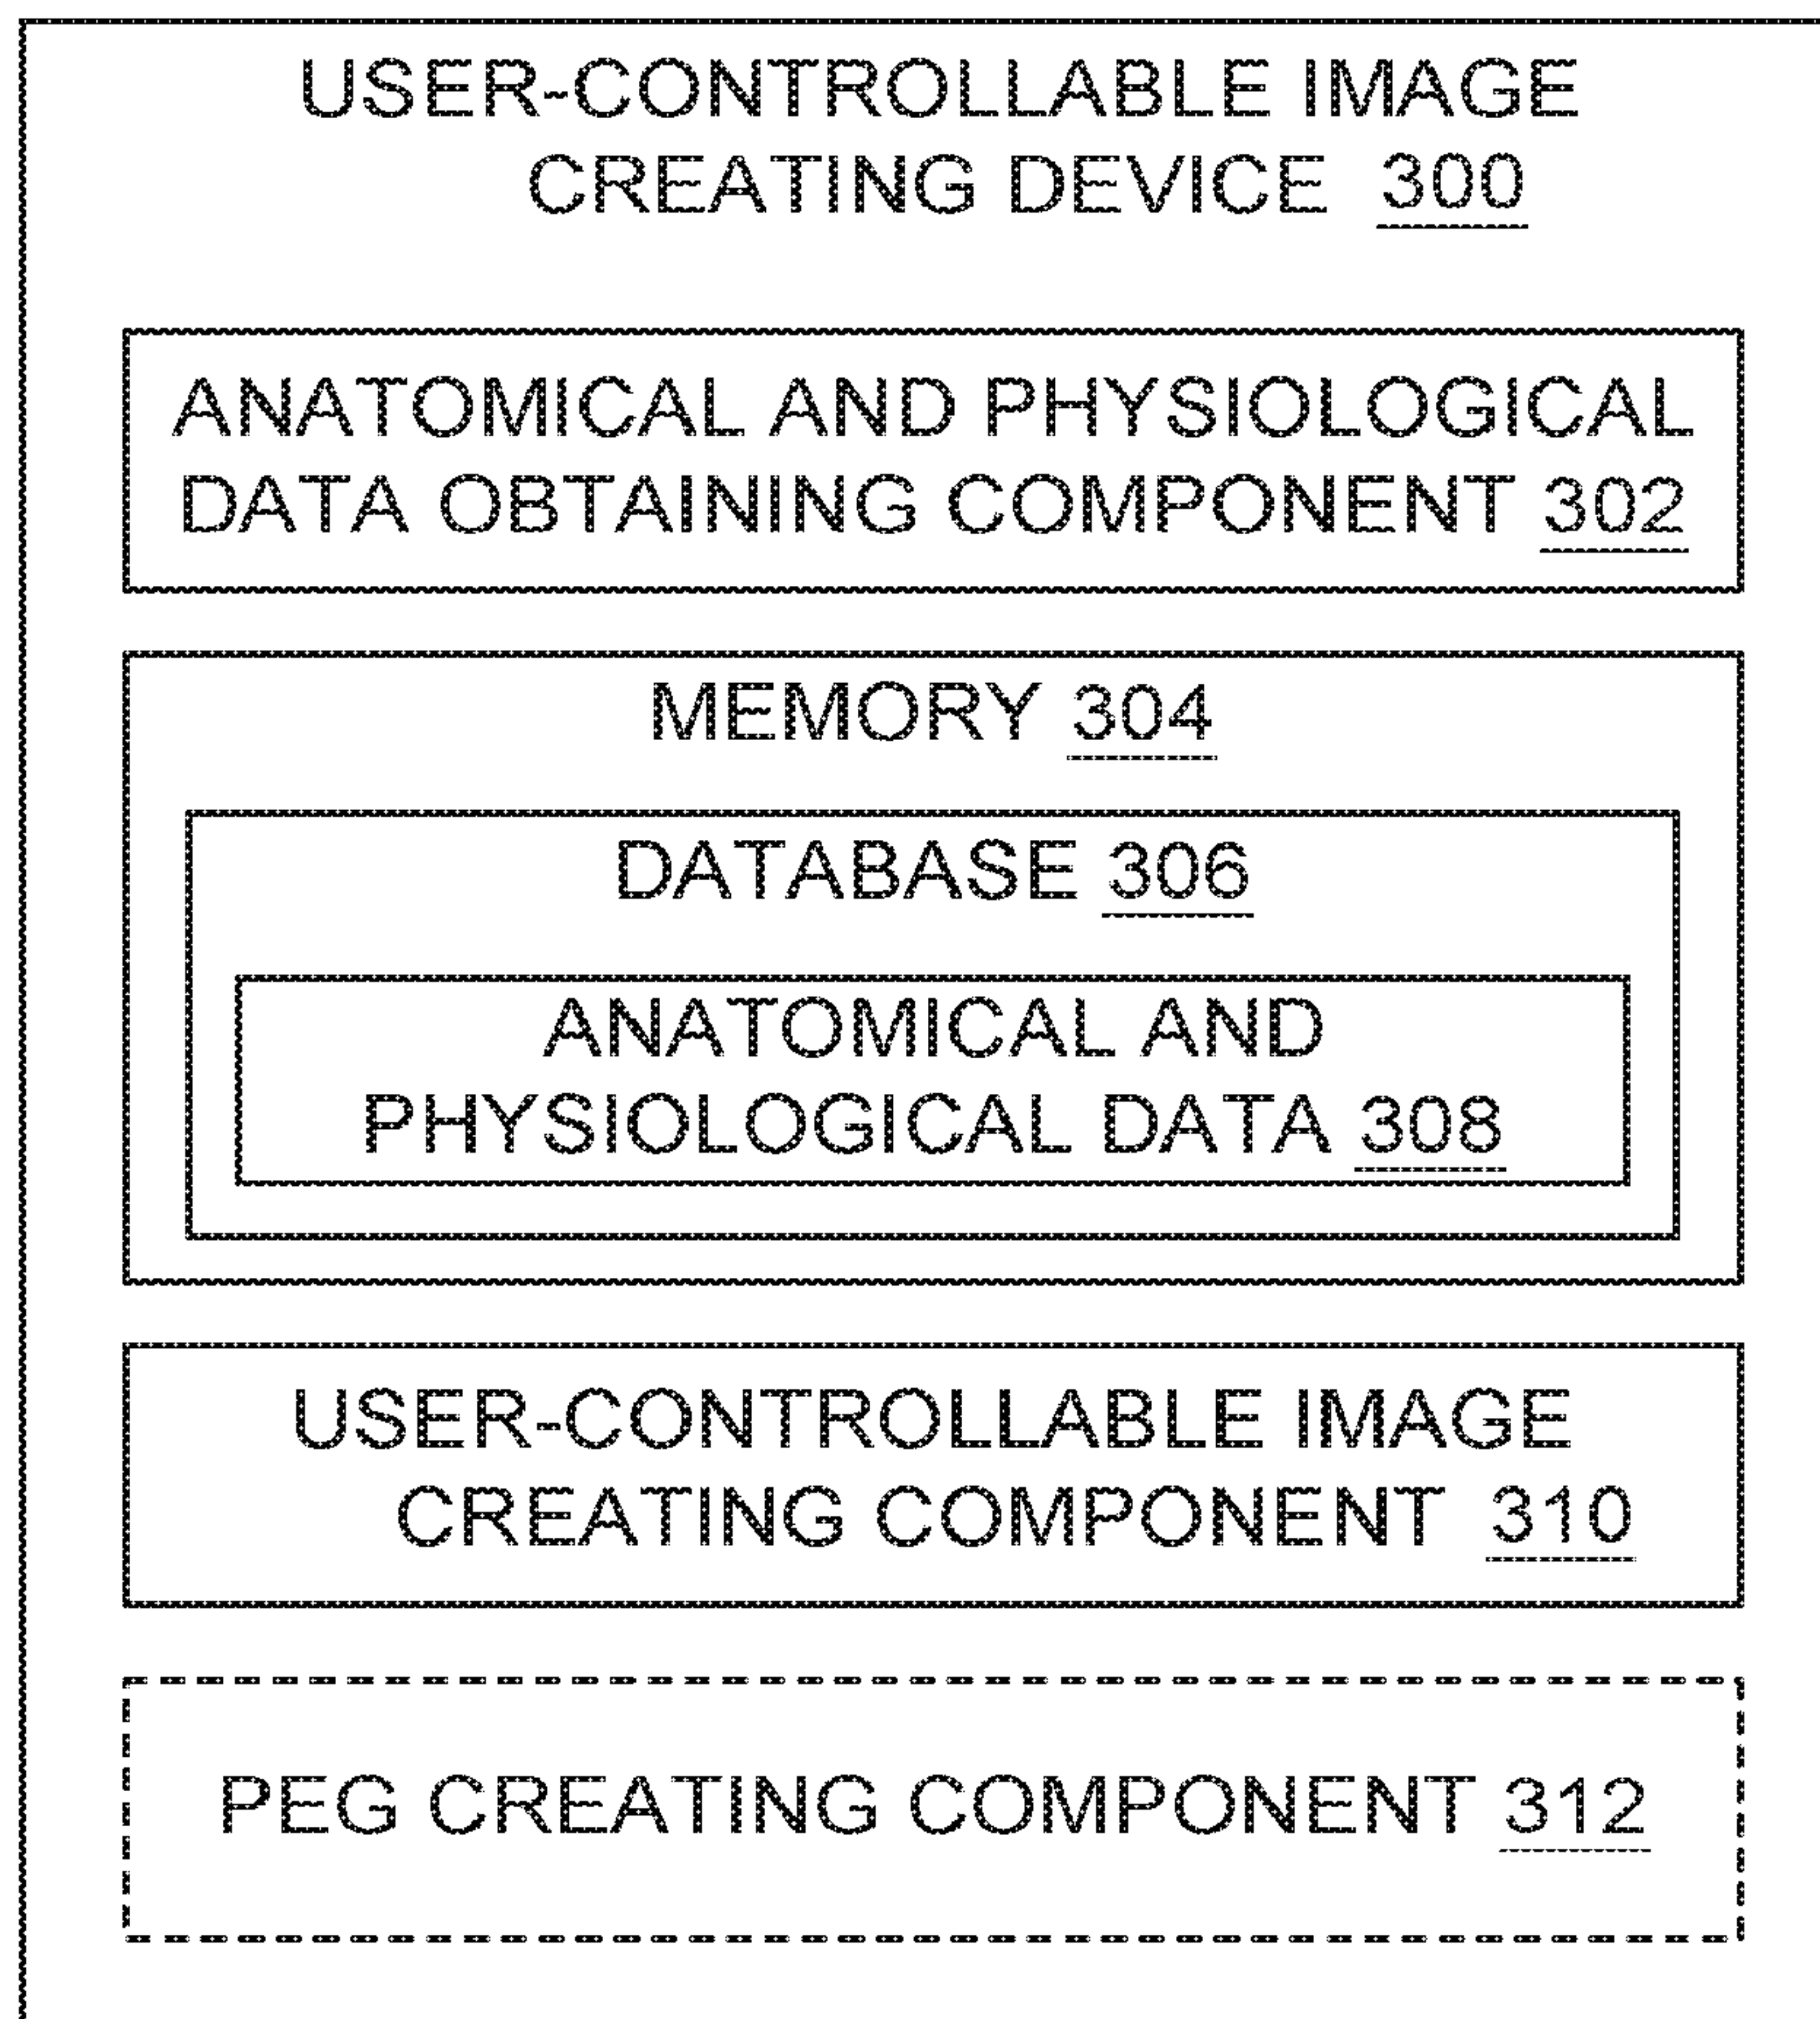 USER-CONTROLLABLE IMAGE
CREATING DEVICE 300
ANATOMICAL AND PHYSIOLOGICAL
DATA OBTAINING COMPONENT 302
MEMORY 304
DATABASE 306
ANATOMICAL AND
PHYSIOLOGICAL DATA 308
USER-CONTROLLABLE IMAGE
CREATING COMPONENT 310
PEG CREATING COMPONENT 312